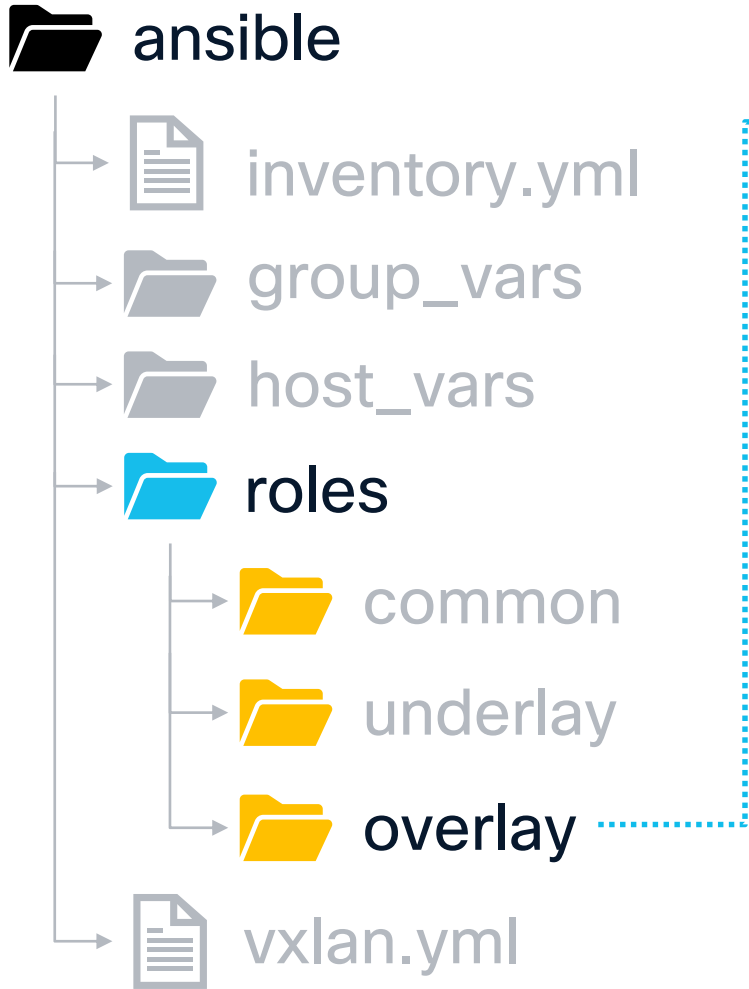 ansible
inventory.yml
group_vars
host_vars
roles
common
underlay
overlay
vxlan.yml